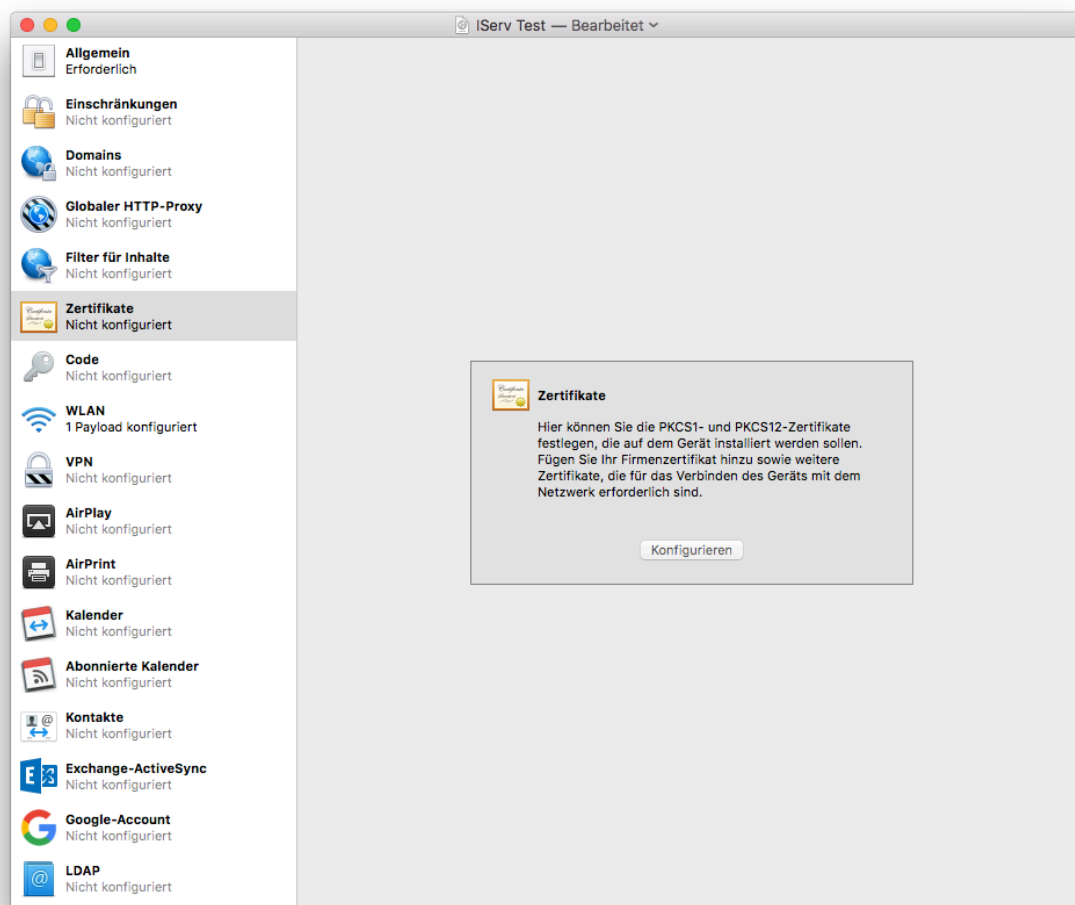 IServ Test — Bearbeitet
Allgemein
Erforderlich
Einschränkungen
Nicht konfiguriert
Domains
Nicht konfiguriert
Globaler HTTP-Proxy
Nicht konfiguriert
Filter für Inhalte
Nicht konfiguriert
Zertifikate
Nicht konfiguriert
Code
Nicht konfiguriert
WLAN
1 Payload konfiguriert
VPN
Nicht konfiguriert
AirPlay
Nicht konfiguriert
AirPrint
Nicht konfiguriert
Kalender
Nicht konfiguriert
Abonnierte Kalender
Nicht konfiguriert
Kontakte
Nicht konfiguriert
Exchange-ActiveSync
Nicht konfiguriert
Google-Account
Nicht konfiguriert
LDAP
Nicht konfiguriert
Zertifikate
Hier können Sie die PKCS1- und PKCS12-Zertifikate
festlegen, die auf dem Gerät installiert werden sollen.
Fügen Sie Ihr Firmenzertifikat hinzu sowie weitere
Zertifikate, die für das Verbinden des Geräts mit dem
Netzwerk erforderlich sind.
Konfigurieren